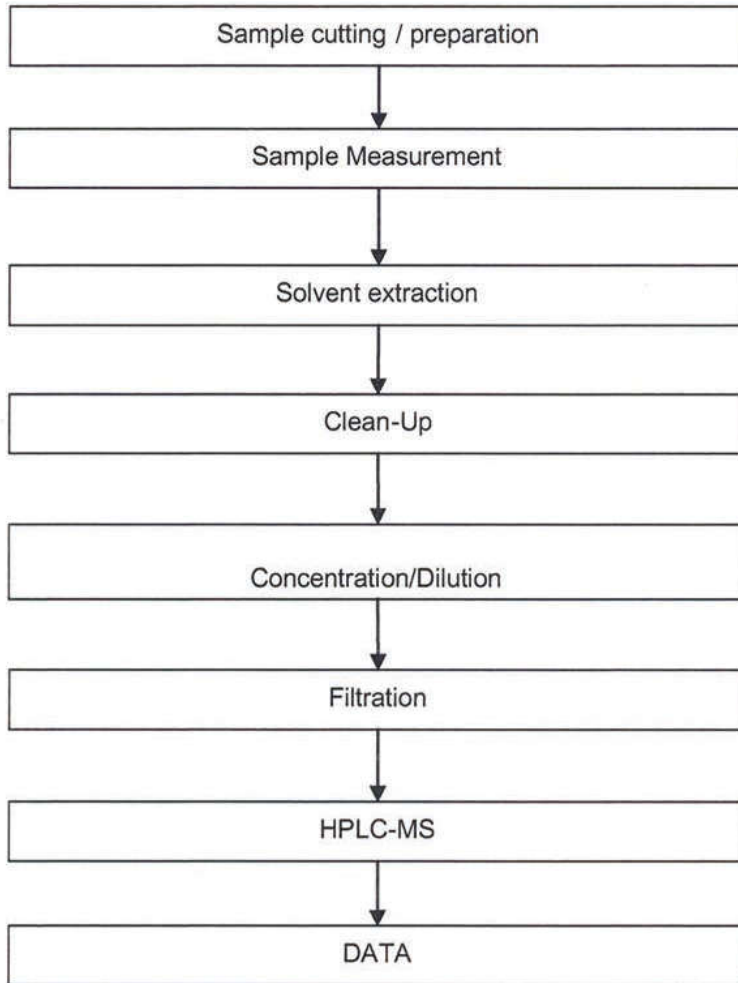 Sample cutting / preparation
Sample Measurement
Solvent extraction
Clean-Up
Concentration/Dilution
Filtration
HPLC-MS
DATA